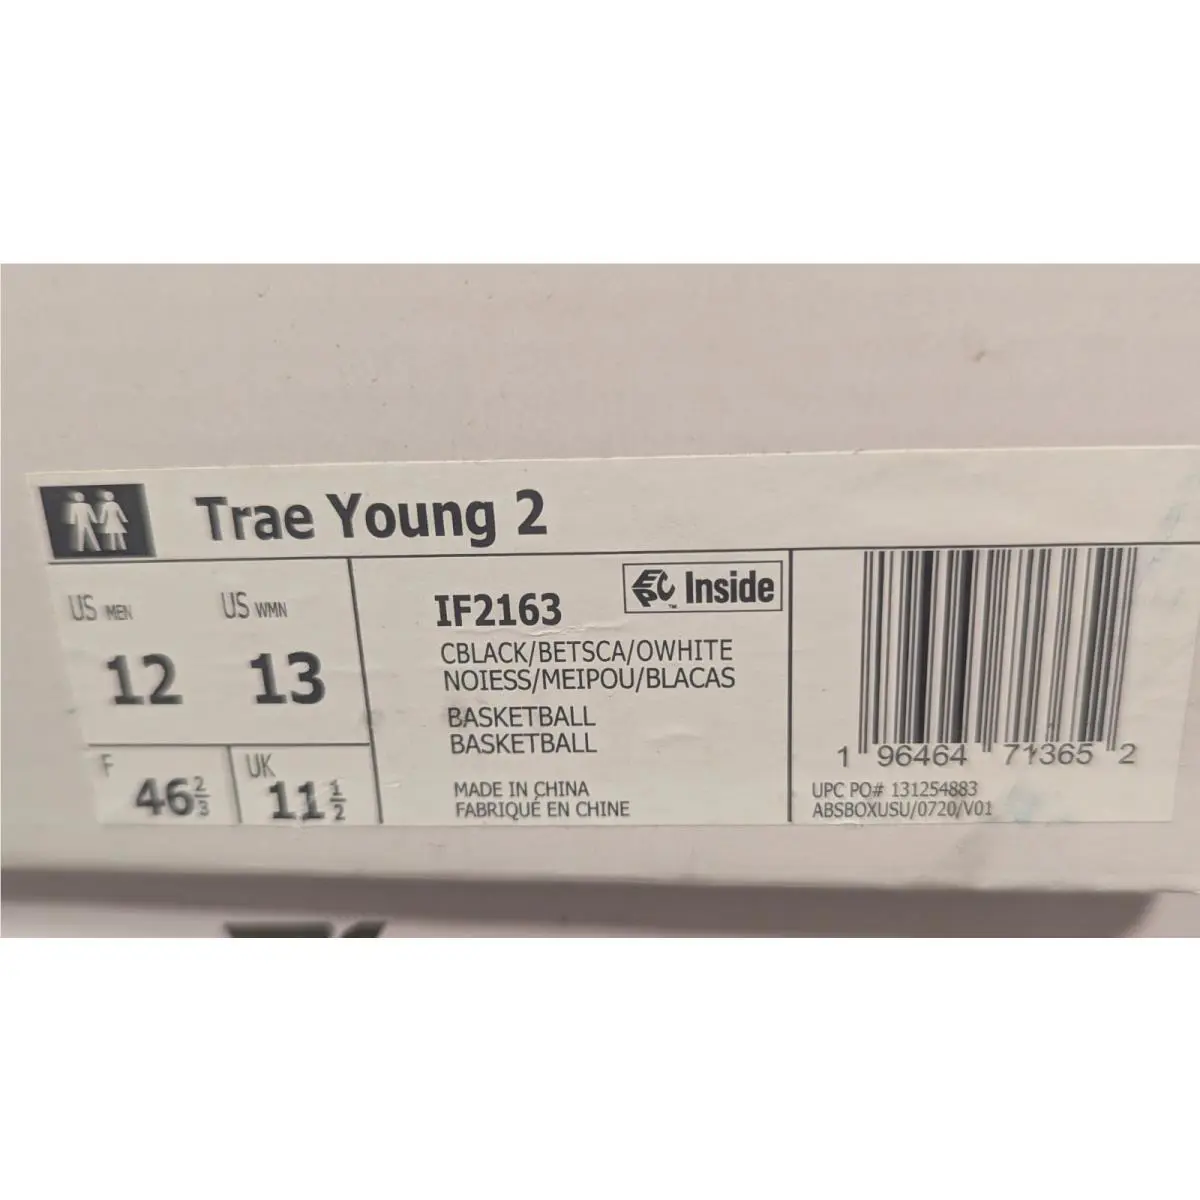 Trae Young 2
US MEN
12
US WMN
13
F
46 2/3
UK
11 1/2
EPC Inside
™
IF2163
CBLACK/BETSCA/OWHITE
NOIESS/MEIPOU/BLACAS
BASKETBALL
BASKETBALL
MADE IN CHINA
FABRIQUÉ EN CHINE
1 96464 71365 2
UPC PO# 131254883
ABSBOXUSU/0720/V01